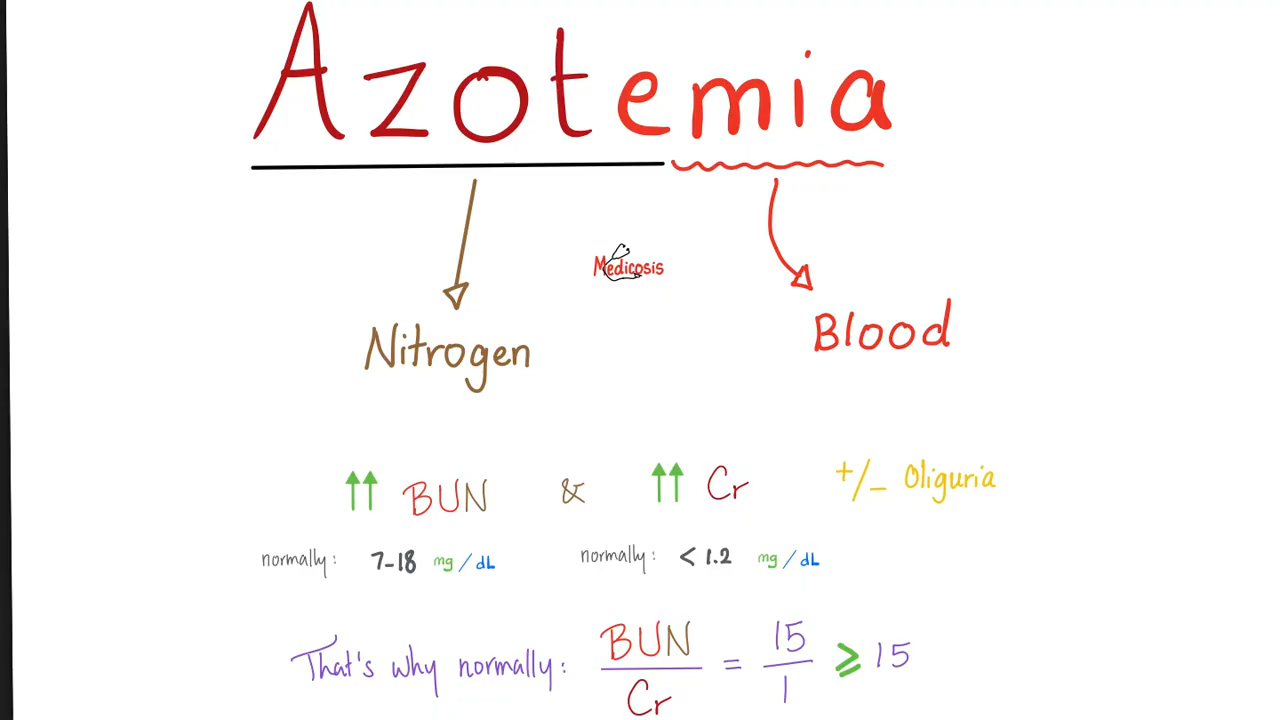 Azotemia
Medicosis
Nitrogen
Blood
↑↑ BUN & ↑↑ Cr +/- Oliguria
normally: 7-18 mg/dL normally: < 1.2 mg/dL
That's why normally: BUN/Cr = 15/1 ⩾ 15